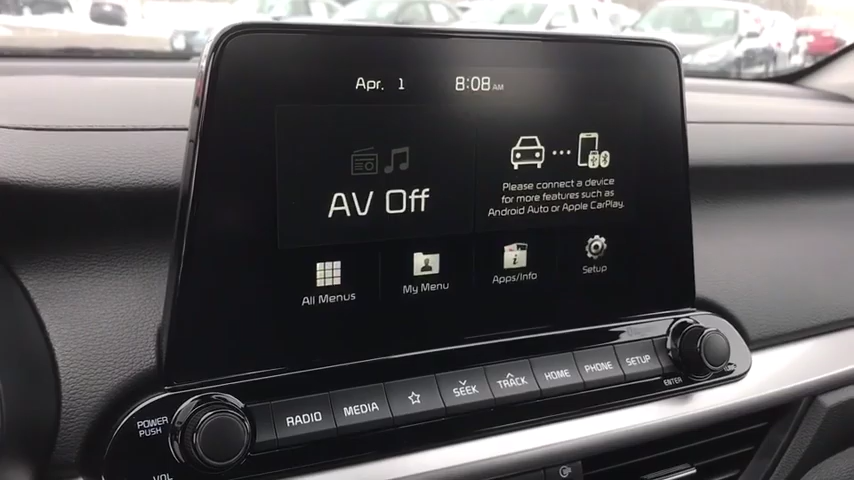 Apr. 1 8:08 AM
AV Off
Please connect a device
for more features such as
Android Auto or Apple CarPlay.
All Menus My Menu Apps/Info Setup
POWER
PUSH
VOL
RADIO MEDIA SEEK TRACK HOME PHONE SETUP
ENTER